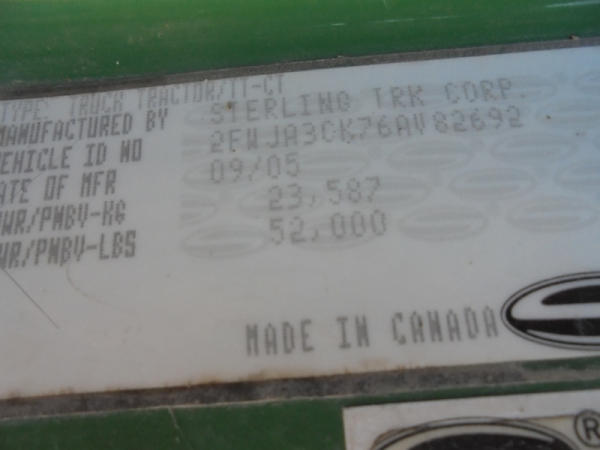 TYPE: TRUCK TRACTOR/TT-CT
MANUFACTURED BY STERLING TRK CORP.
VEHICLE ID NO 2FWJA3CK76AV82692
ATE OF MFR 09/05
WR/PNBV-KG 23,587
WR/PNBV-LBS 52,000
MADE IN CANADA
®